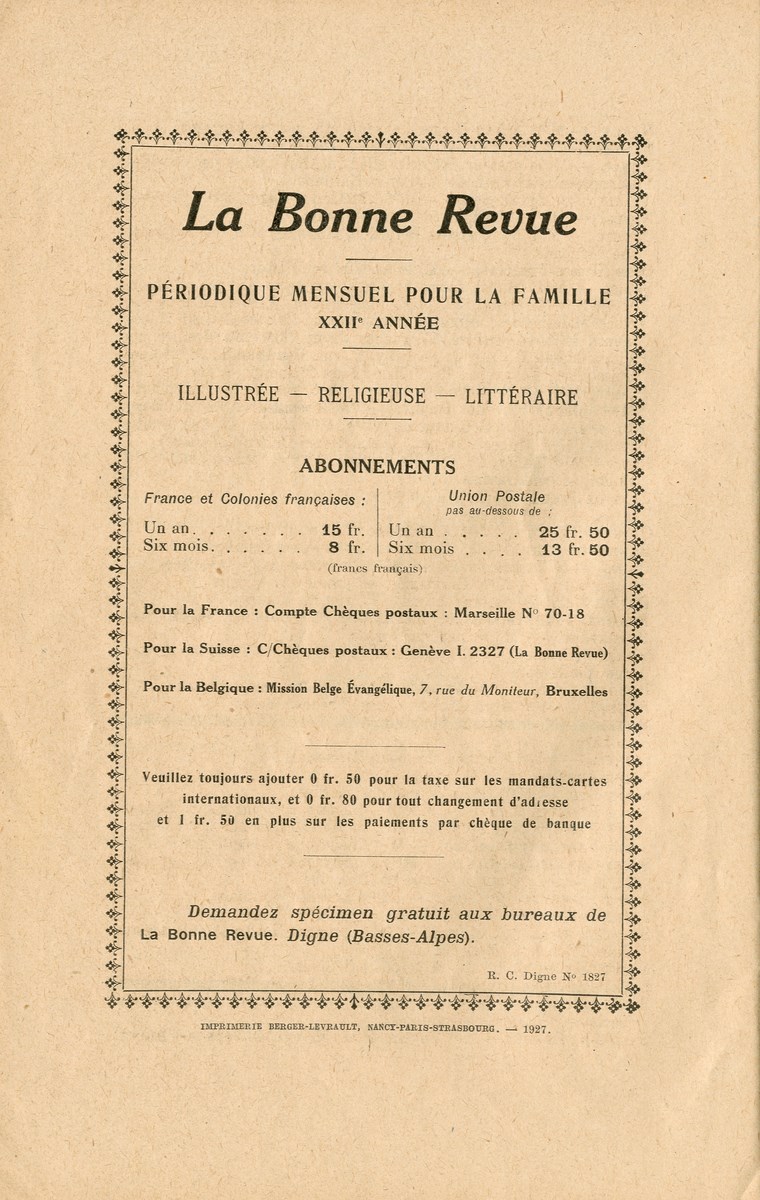 La Bonne Revue
PÉRIODIQUE MENSUEL POUR LA FAMILLE
XXIIe ANNÉE
ILLUSTRÉE — RELIGIEUSE — LITTÉRAIRE
ABONNEMENTS
France et Colonies françaises :
Un an. . . . . . . 15 fr.
Six mois. . . . . . 8 fr.
Union Postale
pas au-dessous de :
Un an . . . . . 25 fr. 50
Six mois . . . . 13 fr. 50
(francs français)
Pour la France : Compte Chèques postaux : Marseille No 70-18
Pour la Suisse : C/Chèques postaux : Genève I. 2327 (La Bonne Revue)
Pour la Belgique : Mission Belge Évangélique, 7, rue du Moniteur, Bruxelles
Veuillez toujours ajouter 0 fr. 50 pour la taxe sur les mandats-cartes
internationaux, et 0 fr. 80 pour tout changement d'adresse
et 1 fr. 50 en plus sur les paiements par chèque de banque
Demandez spécimen gratuit aux bureaux de
La Bonne Revue. Digne (Basses-Alpes).
R. C. Digne No 1827
IMPRIMERIE BERGER-LEVRAULT, NANCY-PARIS-STRASBOURG. — 1927.